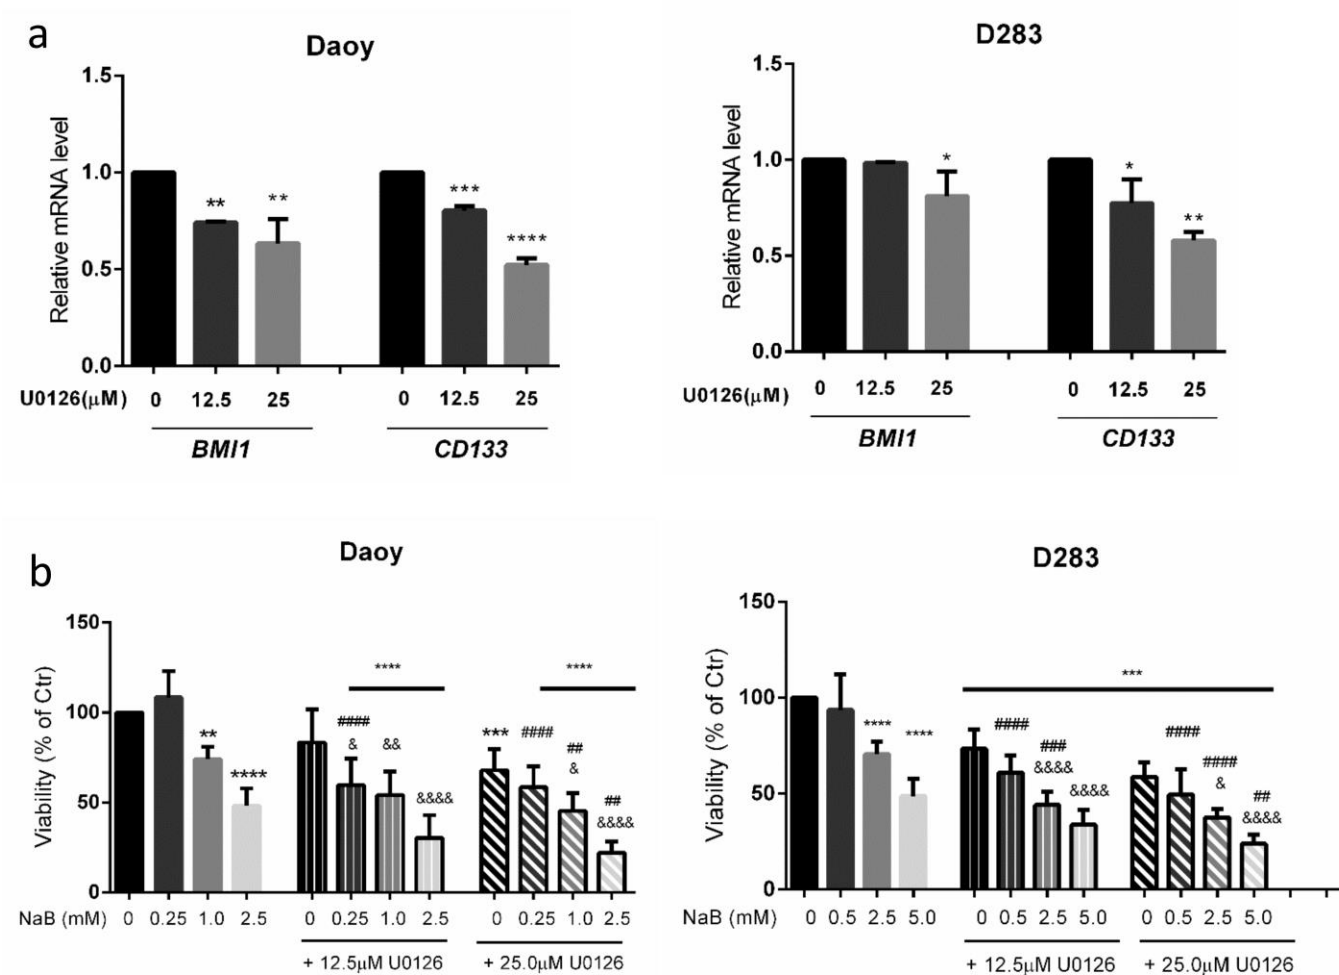 a
Daoy
Relative mRNA level
1.5
1.0
0.5
0.0
** ** *** ****
U0126(μM) 0 12.5 25 0 12.5 25
BMI1 CD133
D283
Relative mRNA level
1.5
1.0
0.5
0.0
* * **
U0126(μM) 0 12.5 25 0 12.5 25
BMI1 CD133
b
Daoy
Viability (% of Ctr)
150
100
50
0
**** ****
** **** #### & && &&&& *** #### ## & ## &&&&
NaB (mM) 0 0.25 1.0 2.5 0 0.25 1.0 2.5 0 0.25 1.0 2.5
+ 12.5μM U0126 + 25.0μM U0126
D283
Viability (% of Ctr)
150
100
50
0
***
**** **** #### ### &&&& &&&& #### #### & ## &&&&
NaB (mM) 0 0.5 2.5 5.0 0 0.5 2.5 5.0 0 0.5 2.5 5.0
+ 12.5μM U0126 + 25.0μM U0126